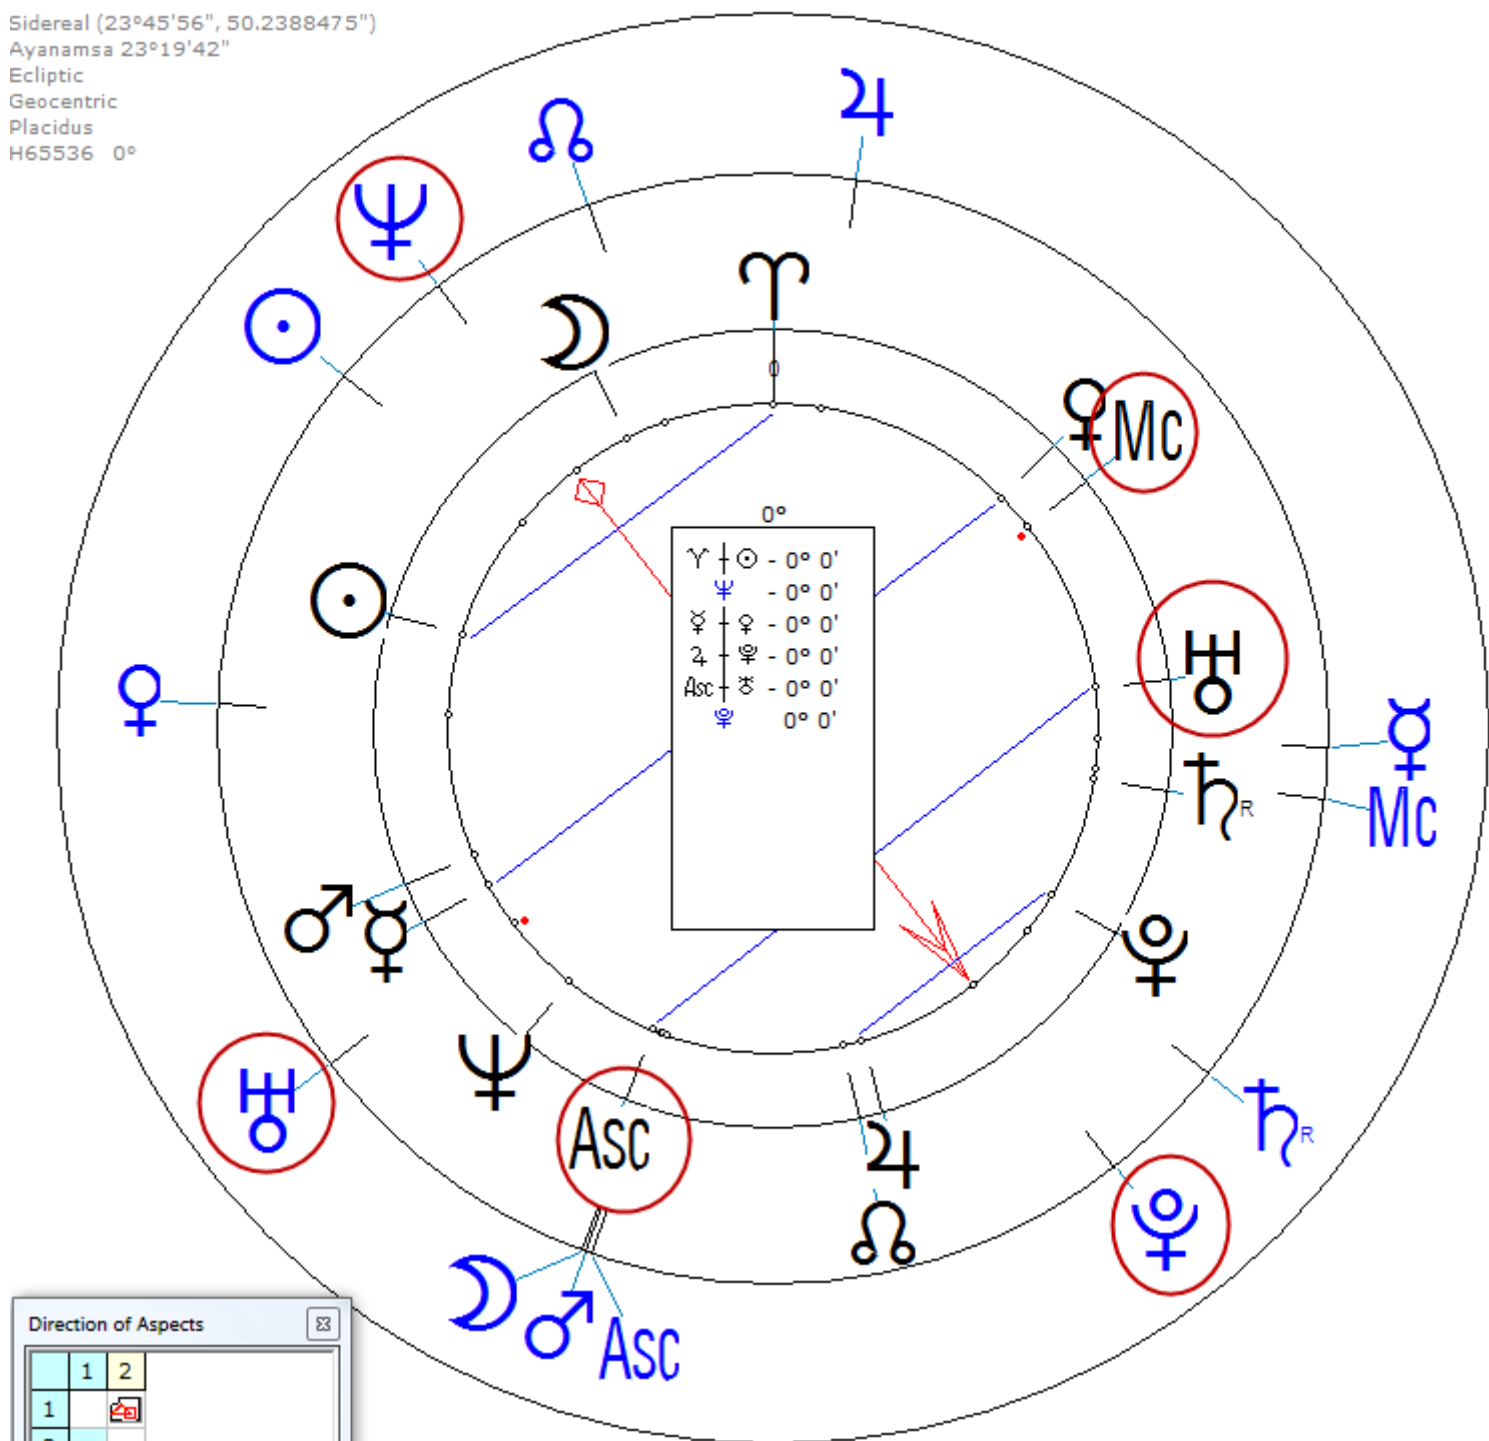 Sidereal (23°45'56", 50.2388475")
Ayanamsa 23°19'42"
Ecliptic
Geocentric
Placidus
H65536 0°
☊
♃
♆
☉
☽
♈
0
♀
Mc
0°
♈ + ☉ - 0° 0'
♆ - 0° 0'
☿ + ♀ - 0° 0'
♃ + ♇ - 0° 0'
Asc + ♅ - 0° 0'
♇ 0° 0'
☉
♀
♅
☿
♄R
Mc
♂
☿
♇
♆
♅
Asc
♃
☊
♄R
♇
☽
♂
Asc
Direction of Aspects
1 2
1